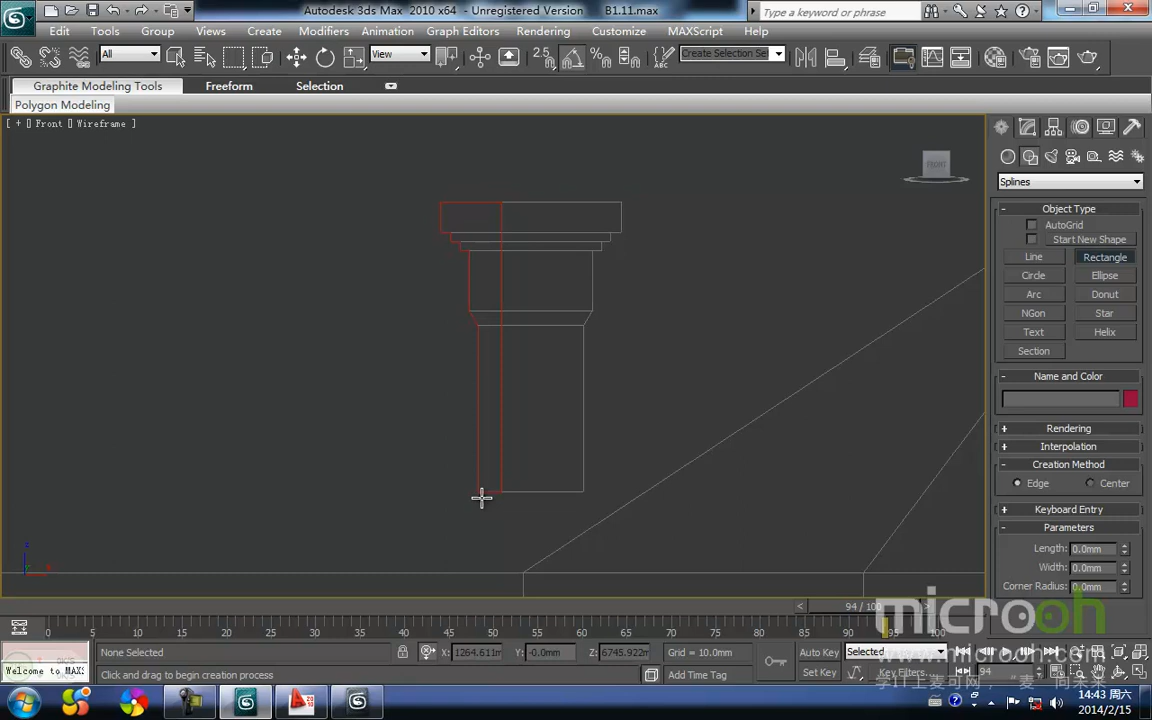 Autodesk 3ds Max 2010 x64 - Unregistered Version B1.11.max
Type a keyword or phrase
Edit Tools Group Views Create Modifiers Animation Graph Editors Rendering Customize MAXScript Help
All View 2.5 Create Selection Se
Graphite Modeling Tools Freeform Selection
Polygon Modeling
[ + ] Front [] Wireframe ]
FRONT
Splines
Object Type
AutoGrid
Start New Shape
Line Rectangle
Circle Ellipse
Arc Donut
NGon Star
Text Helix
Section
Name and Color
Rendering
Interpolation
Creation Method
Edge Center
Keyboard Entry
Parameters
Length: 0.0mm
Width: 0.0mm
Corner Radius: 0.0mm
microoh
94 / 100
0 5 10 15 20 25 30 35 40 45 50 55 60 65 70 75 80 85 90 95 100
None Selected X: 1264.611m Y: -0.0mm Z: 6745.922m Grid = 10.0mm Auto Key Selected
www.microoh.com
Welcome to MAX: Click and drag to begin creation process Add Time Tag Set Key Key Filters... 94
14:43 周六
2014/2/15